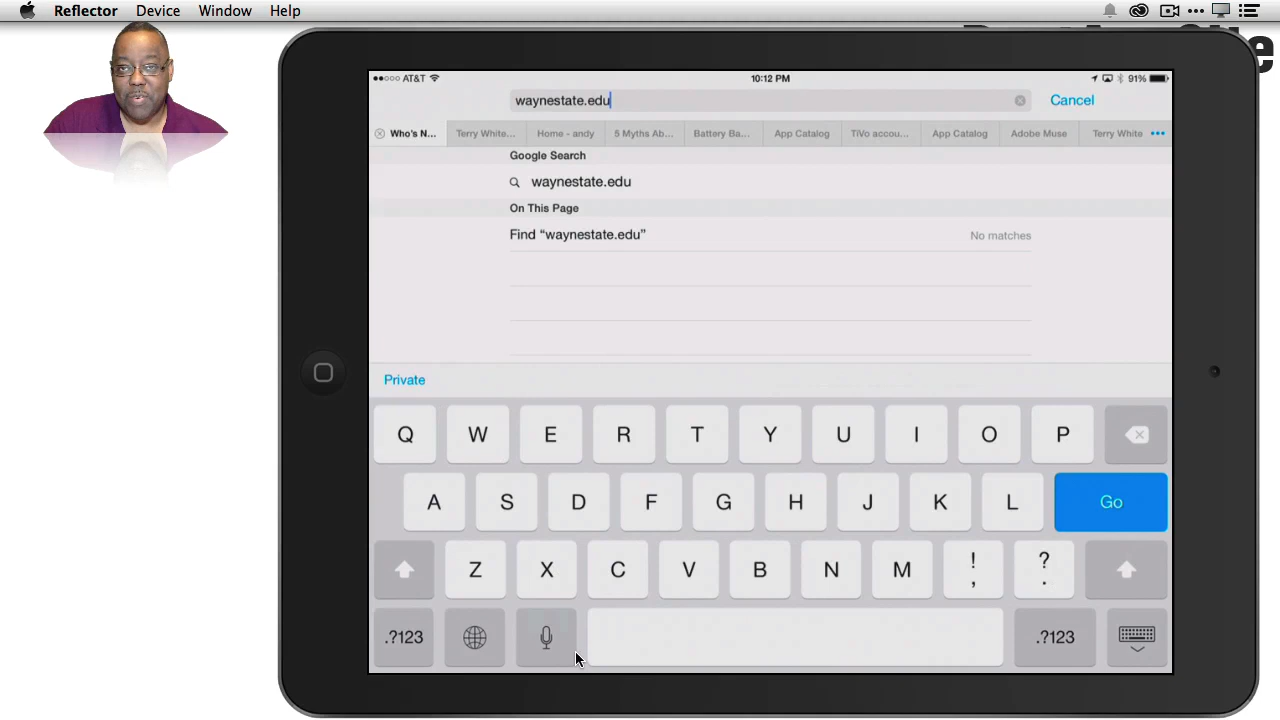 Reflector Device Window Help
AT&T 10:12 PM 91%
waynestate.edu Cancel
Who's N... Terry White... Home - andy 5 Myths Ab... Battery Ba... App Catalog TiVo accou... App Catalog Adobe Muse Terry White
Google Search
waynestate.edu
On This Page
Find “waynestate.edu” No matches
Private
Q W E R T Y U I O P
A S D F G H J K L Go
Z X C V B N M ! , ? .
.?123 .?123